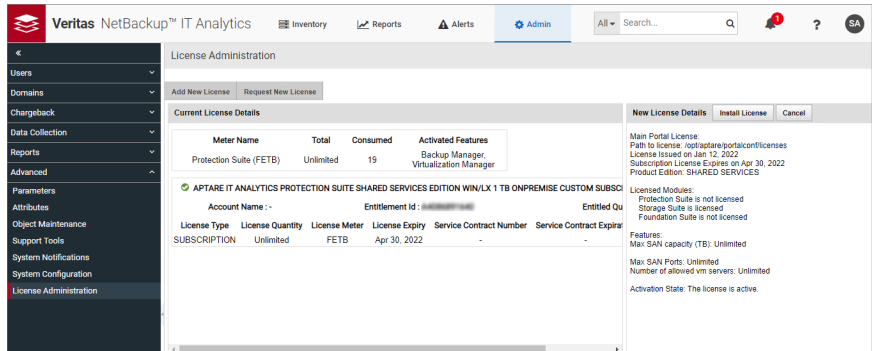 Veritas NetBackup™ IT Analytics
Inventory
Reports
Alerts
Admin
All
Search...
1
?
SA
«
Users
Domains
Chargeback
Data Collection
Reports
Advanced
Parameters
Attributes
Object Maintenance
Support Tools
System Notifications
System Configuration
License Administration
License Administration
Add New License
Request New License
Current License Details
Meter Name Total Consumed Activated Features
Protection Suite (FETB) Unlimited 19 Backup Manager,
Virtualization Manager
APTARE IT ANALYTICS PROTECTION SUITE SHARED SERVICES EDITION WIN/LX 1 TB ONPREMISE CUSTOM SUBSCI
Account Name : - Entitlement Id : Entitled Qu
License Type License Quantity License Meter License Expiry Service Contract Number Service Contract Expirat
SUBSCRIPTION Unlimited FETB Apr 30, 2022 - -
New License Details Install License Cancel
Main Portal License:
Path to license: /opt/aptare/portalconf/licenses
License Issued on Jan 12, 2022
Subscription License Expires on Apr 30, 2022
Product Edition: SHARED SERVICES
Licensed Modules:
Protection Suite is not licensed
Storage Suite is licensed
Foundation Suite is not licensed
Features:
Max SAN capacity (TB): Unlimited
Max SAN Ports: Unlimited
Number of allowed vm servers: Unlimited
Activation State: The license is active.